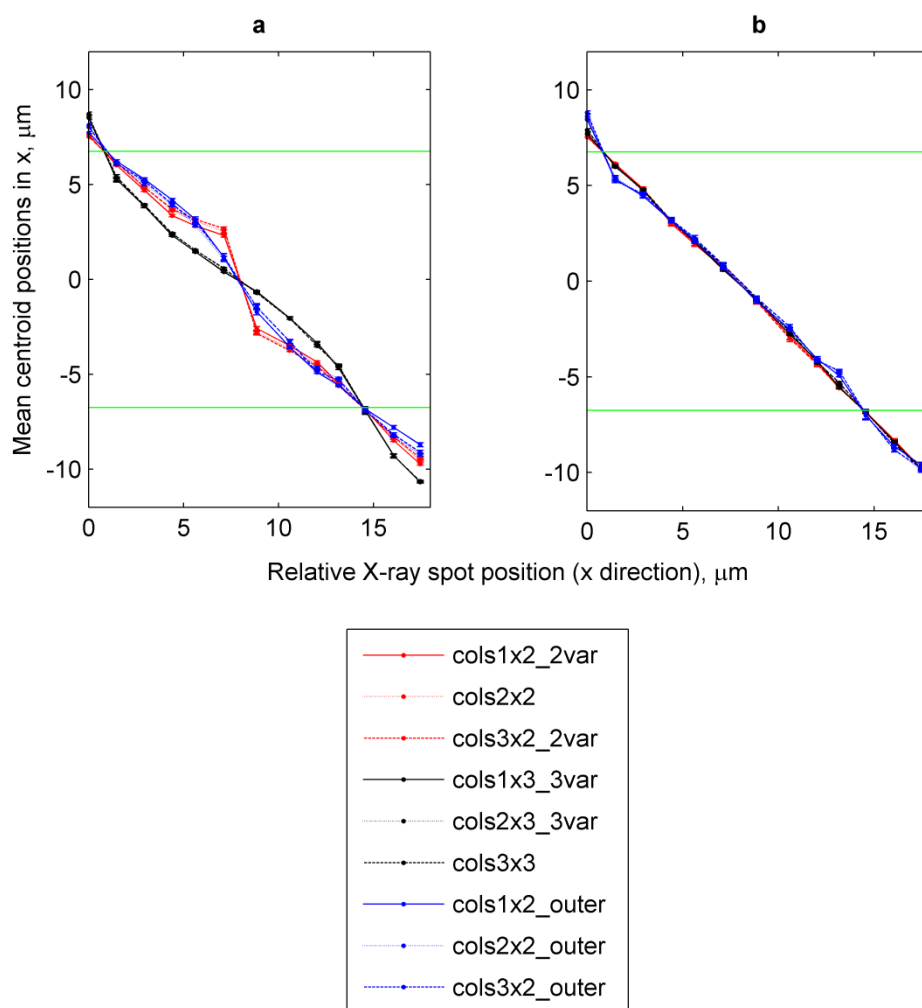 a
b
Mean centroid positions in x, μm
10
5
0
-5
-10
0
5
10
15
10
5
0
-5
-10
0
5
10
15
Relative X-ray spot position (x direction), μm
cols1x2_2var
cols2x2
cols3x2_2var
cols1x3_3var
cols2x3_3var
cols3x3
cols1x2_outer
cols2x2_outer
cols3x2_outer